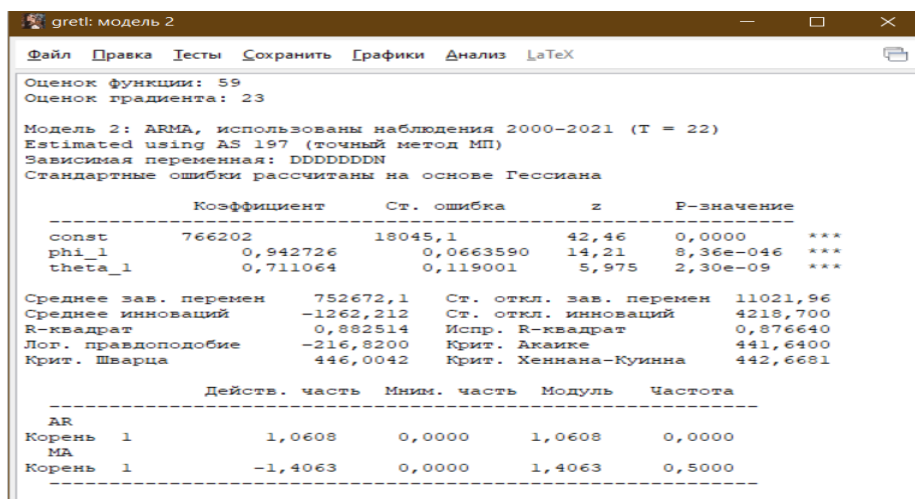 gretl: модель 2
Файл Правка Тесты Сохранить Графики Анализ LaTeX
Оценок функции: 59
Оценок градиента: 23
Модель 2: ARMA, использованы наблюдения 2000-2021 (T = 22)
Estimated using AS 197 (точный метод МП)
Зависимая переменная: DDDDDDDN
Стандартные ошибки рассчитаны на основе Гессиана
Коэффициент Ст. ошибка z P-значение
const 766202 18045,1 42,46 0,0000 ***
phi_1 0,942726 0,0663590 14,21 8,36e-046 ***
theta_1 0,711064 0,119001 5,975 2,30e-09 ***
Среднее зав. перемен 752672,1 Ст. откл. зав. перемен 11021,96
Среднее инноваций -1262,212 Ст. откл. инноваций 4218,700
R-квадрат 0,882514 Испр. R-квадрат 0,876640
Лог. правдоподобие -216,8200 Крит. Акаике 441,6400
Крит. Шварца 446,0042 Крит. Хеннана-Куинна 442,6681
Действ. часть Мним. часть Модуль Частота
AR
Корень 1 1,0608 0,0000 1,0608 0,0000
MA
Корень 1 -1,4063 0,0000 1,4063 0,5000